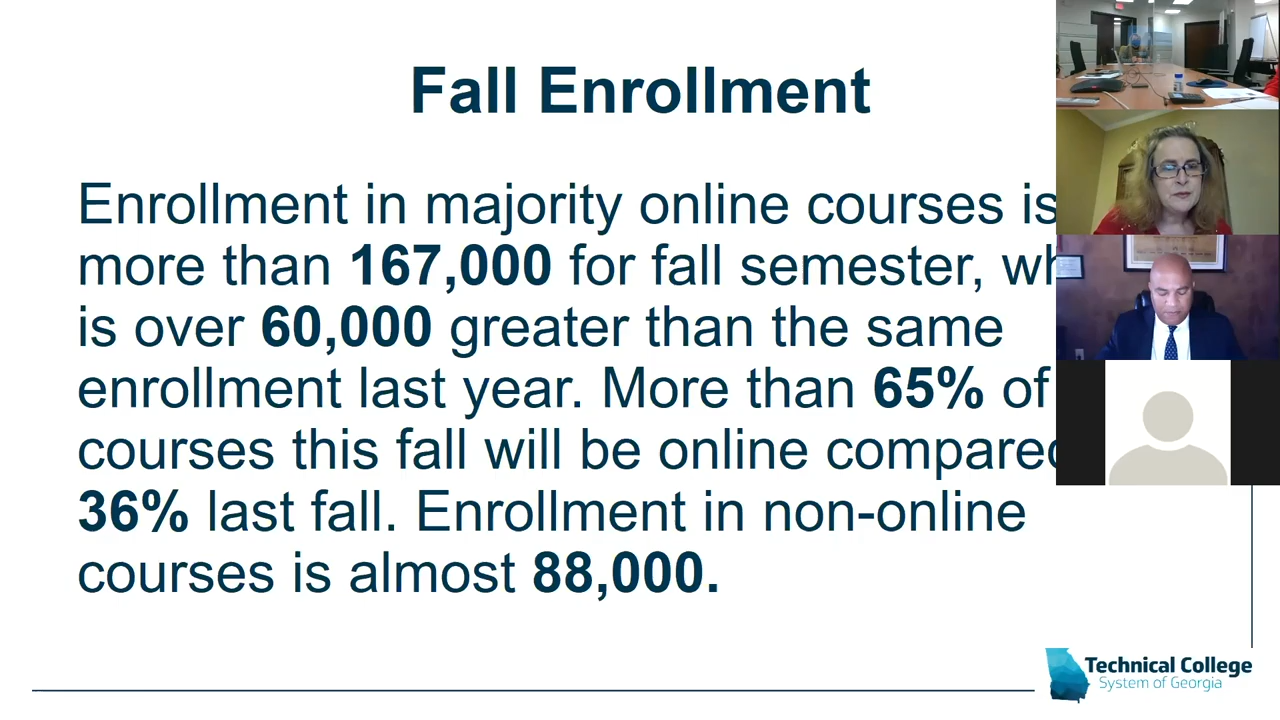 Fall Enrollment
Enrollment in majority online courses is
more than 167,000 for fall semester,
is over 60,000 greater than the same
enrollment last year. More than 65% of
courses this fall will be online compared
36% last fall. Enrollment in non-online
courses is almost 88,000.
Technical College
System of Georgia